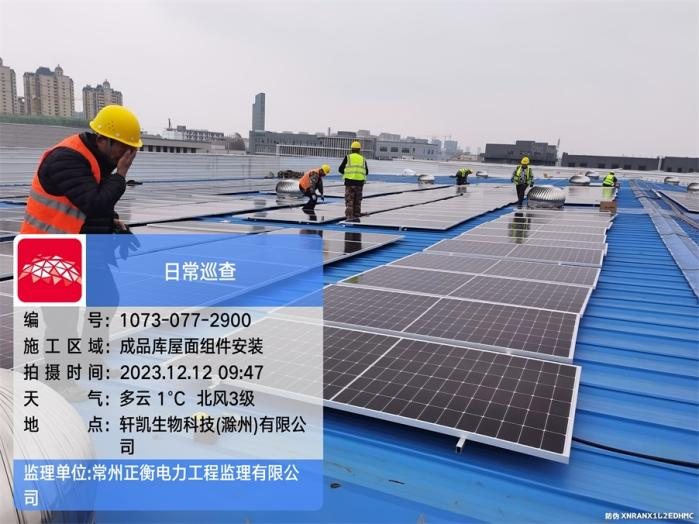 日常巡查
编号：1073-077-2900
施工区域：成品库屋面组件安装
拍摄时间：2023.12.12 09:47
天气：多云 1°C 北风3级
地点：轩凯生物科技(滁州)有限公
司
监理单位:常州正衡电力工程监理有限公
司
防伪 XNRANX1L2EDHMC